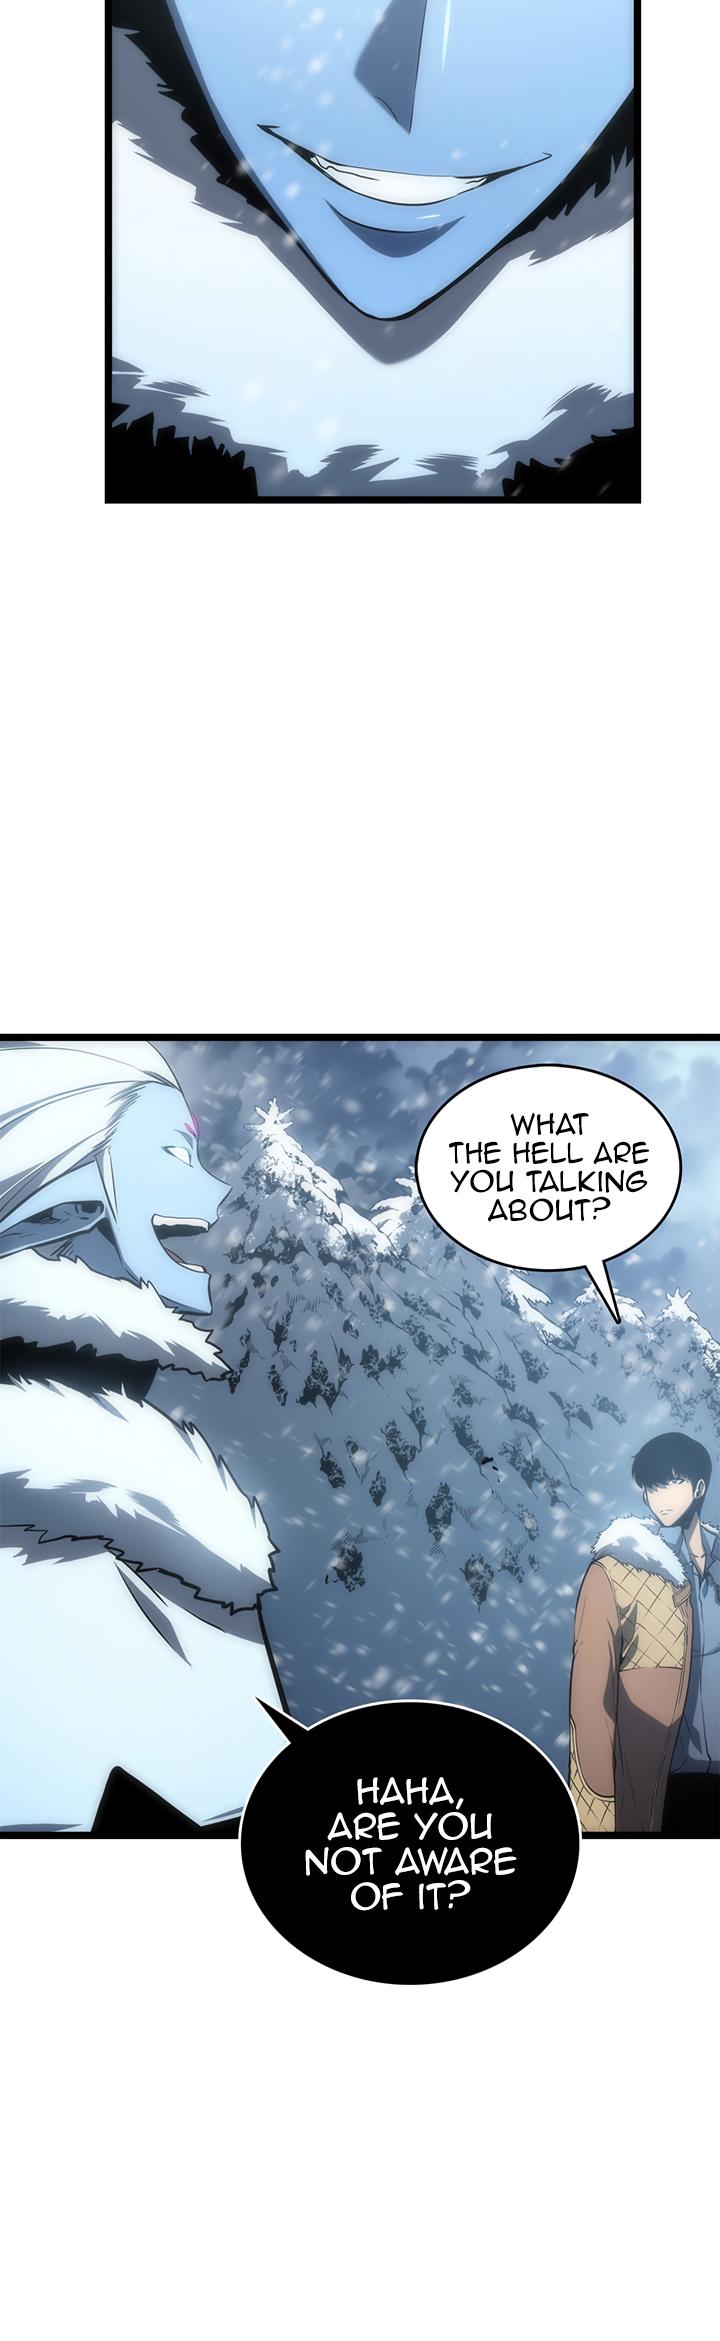 WHAT
THE HELL ARE
YOU TALKING
ABOUT?
HAHA,
ARE YOU
NOT AWARE
OF IT?